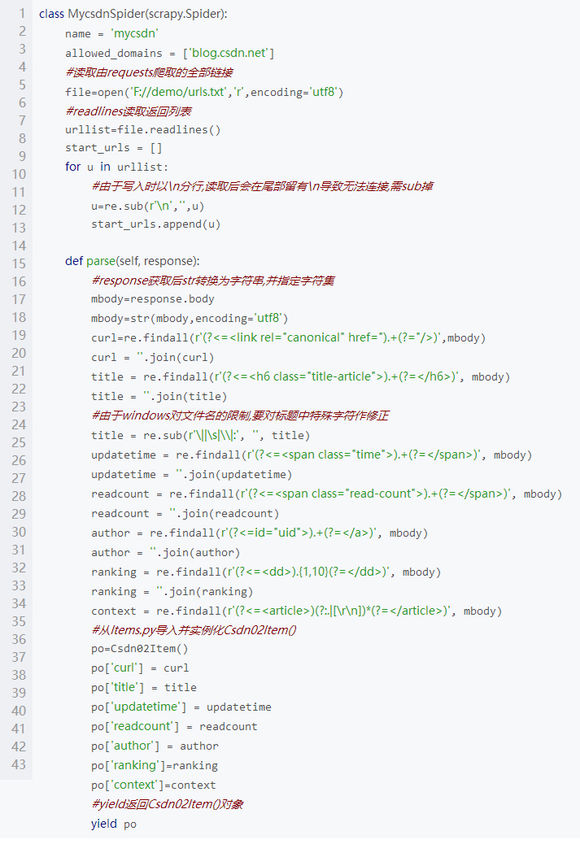 1 class MycsdnSpider(scrapy.Spider):
2 name = 'mycsdn'
3 allowed_domains = ['blog.csdn.net']
4 #读取由requests爬取的全部链接
5 file=open('F://demo/urls.txt','r',encoding='utf8')
6 #readlines读取返回列表
7 urllist=file.readlines()
8 start_urls = []
9 for u in urllist:
10 #由于写入时以\n分行,读取后会在尾部留有\n导致无法连接,需sub掉
11 u=re.sub(r'\n','',u)
12 start_urls.append(u)
13
14 def parse(self, response):
15 #response获取后str转换为字符串,并指定字符集
16 mbody=response.body
17 mbody=str(mbody,encoding='utf8')
18 curl=re.findall(r'(?<=<link rel="canonical" href=").+(?="/>)',mbody)
19 curl = ''.join(curl)
20 title = re.findall(r'(?<=<h6 class="title-article">).+(?=</h6>)', mbody)
21 title = ''.join(title)
22 #由于windows对文件名的限制,要对标题中特殊字符作修正
23 title = re.sub(r'\||\s|\\|:', '', title)
24 updatetime = re.findall(r'(?<=<span class="time">).+(?=</span>)', mbody)
25 updatetime = ''.join(updatetime)
26 readcount = re.findall(r'(?<=<span class="read-count">).+(?=</span>)', mbody)
27 readcount = ''.join(readcount)
28 author = re.findall(r'(?<=id="uid">).+(?=</a>)', mbody)
29 author = ''.join(author)
30 ranking = re.findall(r'(?<=<dd>).{1,10}(?=</dd>)', mbody)
31 ranking = ''.join(ranking)
32 context = re.findall(r'(?<=<article>)(?:.|[\r\n])*(?=</article>)', mbody)
33 #从Items.py导入并实例化Csdn02Item()
34 po=Csdn02Item()
35 po['curl'] = curl
36 po['title'] = title
37 po['updatetime'] = updatetime
38 po['readcount'] = readcount
39 po['author'] = author
40 po['ranking']=ranking
41 po['context']=context
42 #yield返回Csdn02Item()对象
43 yield po